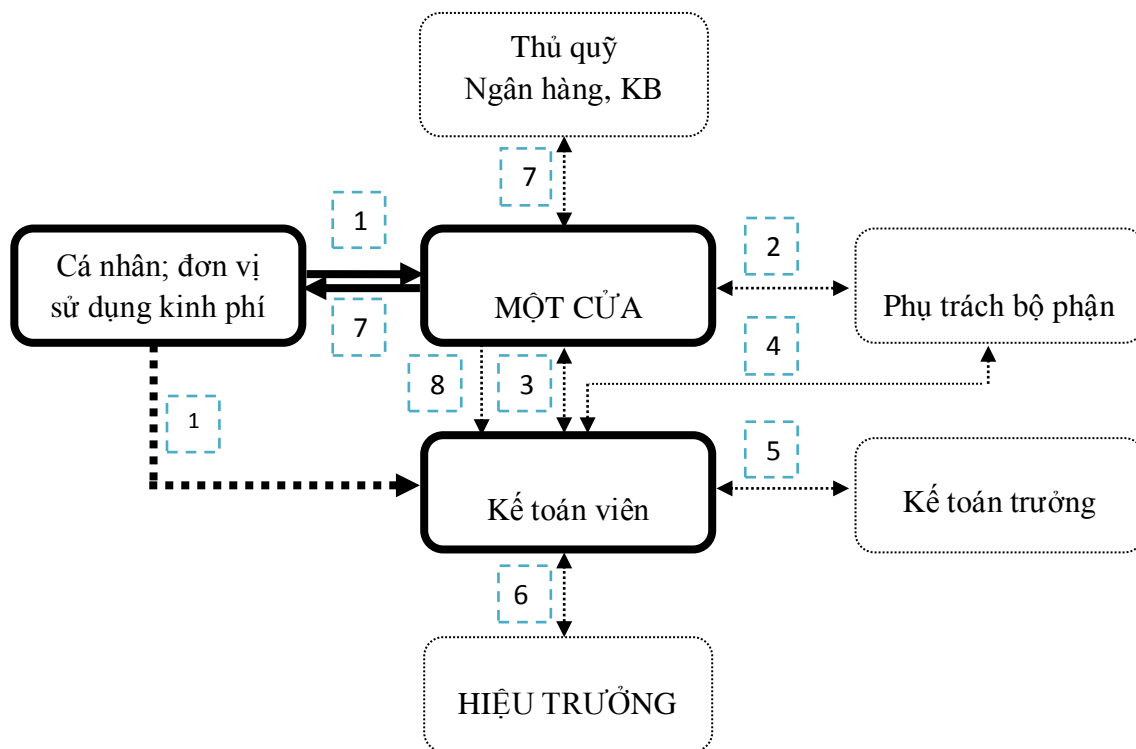 Thủ quỹ
Ngân hàng, KB
7
1
2
Cá nhân; đơn vị
sử dụng kinh phí
MỘT CỬA
Phụ trách bộ phận
7
4
8
3
1
5
Kế toán viên
Kế toán trưởng
6
HIỆU TRƯỞNG